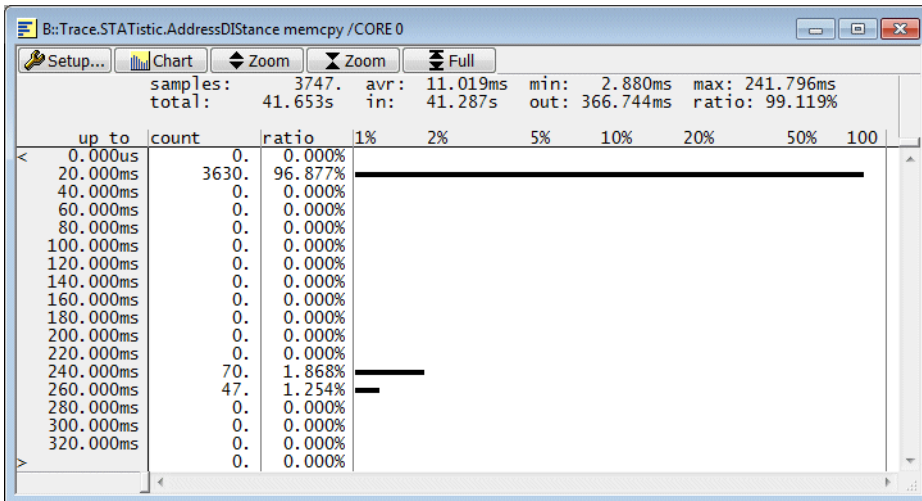 B::Trace.STATistic.AddressDIStance memcpy /CORE 0
Setup... Chart Zoom Zoom Full
samples: 3747. avr: 11.019ms min: 2.880ms max: 241.796ms
total: 41.653s in: 41.287s out: 366.744ms ratio: 99.119%
up to count ratio 1% 2% 5% 10% 20% 50% 100
< 0.000us 0. 0.000%
20.000ms 3630. 96.877%
40.000ms 0. 0.000%
60.000ms 0. 0.000%
80.000ms 0. 0.000%
100.000ms 0. 0.000%
120.000ms 0. 0.000%
140.000ms 0. 0.000%
160.000ms 0. 0.000%
180.000ms 0. 0.000%
200.000ms 0. 0.000%
220.000ms 0. 0.000%
240.000ms 70. 1.868%
260.000ms 47. 1.254%
280.000ms 0. 0.000%
300.000ms 0. 0.000%
320.000ms 0. 0.000%
> 0. 0.000%